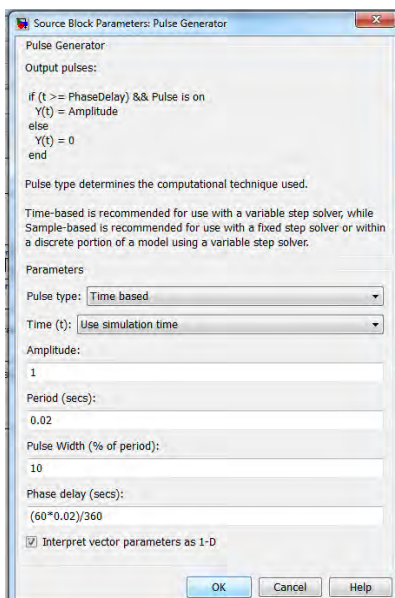 Source Block Parameters: Pulse Generator
Pulse Generator
Output pulses:
if (t >= PhaseDelay) && Pulse is on
Y(t) = Amplitude
else
Y(t) = 0
end
Pulse type determines the computational technique used.
Time-based is recommended for use with a variable step solver, while
Sample-based is recommended for use with a fixed step solver or within
a discrete portion of a model using a variable step solver.
Parameters
Pulse type: Time based
Time (t): Use simulation time
Amplitude:
1
Period (secs):
0.02
Pulse Width (% of period):
10
Phase delay (secs):
(60*0.02)/360
Interpret vector parameters as 1-D
OK Cancel Help